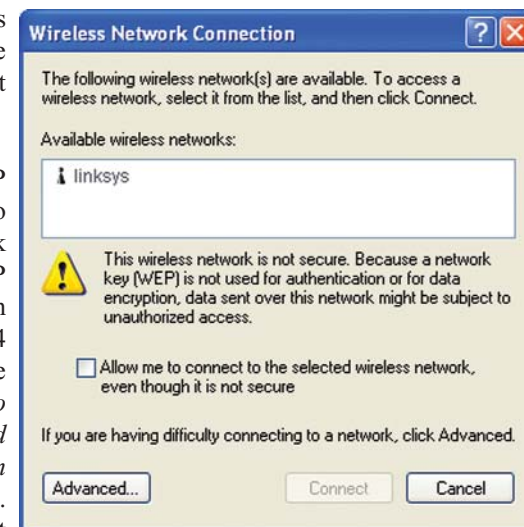 s
e
t
P
o
k
P
n
4
e
o
d
n
.
t
Wireless Network Connection
The following wireless network(s) are available. To access a
wireless network, select it from the list, and then click Connect.
Available wireless networks:
linksys
This wireless network is not secure. Because a network
key (WEP) is not used for authentication or for data
encryption, data sent over this network might be subject to
unauthorized access.
Allow me to connect to the selected wireless network,
even though it is not secure
If you are having difficulty connecting to a network, click Advanced.
Advanced... Connect Cancel